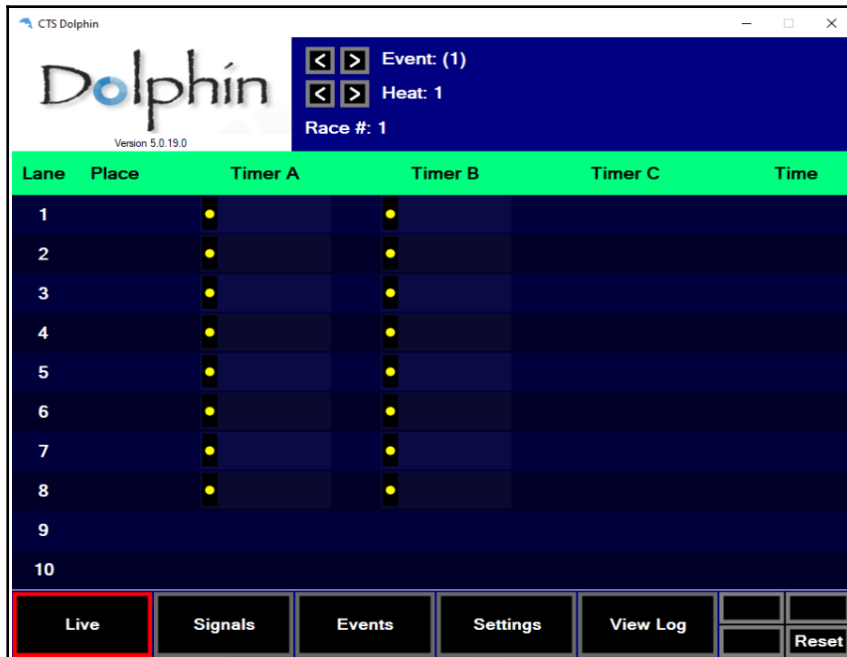 CTS Dolphin
Dolphin
Version 5.0.19.0
< > Event: (1)
< > Heat: 1
Race #: 1
Lane Place Timer A Timer B Timer C Time
1
2
3
4
5
6
7
8
9
10
Live Signals Events Settings View Log Reset